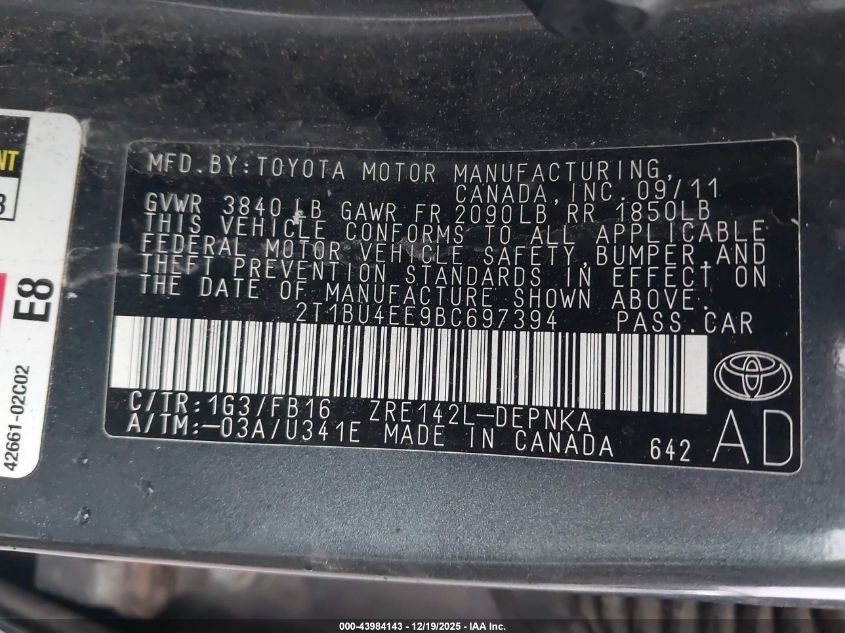 MFD.BY:TOYOTA MOTOR MANUFACTURING,
CANADA,INC. 09/11
GVWR 3840 LB GAWR FR 2090LB RR 1850LB
THIS VEHICLE CONFORMS TO ALL APPLICABLE
FEDERAL MOTOR VEHICLE SAFETY,BUMPER,AND
THEFT PREVENTION STANDARDS IN EFFECT ON
THE DATE OF MANUFACTURE SHOWN ABOVE.
2T1BU4EE9BC697394 PASS.CAR
C/TR:1G3/FB16 ZRE142L-DEPNKA
A/TM:-03A/U341E MADE IN CANADA 642
AD
E8
42661-02C02
000-43984143 - 12/19/2025 - IAA, Inc.